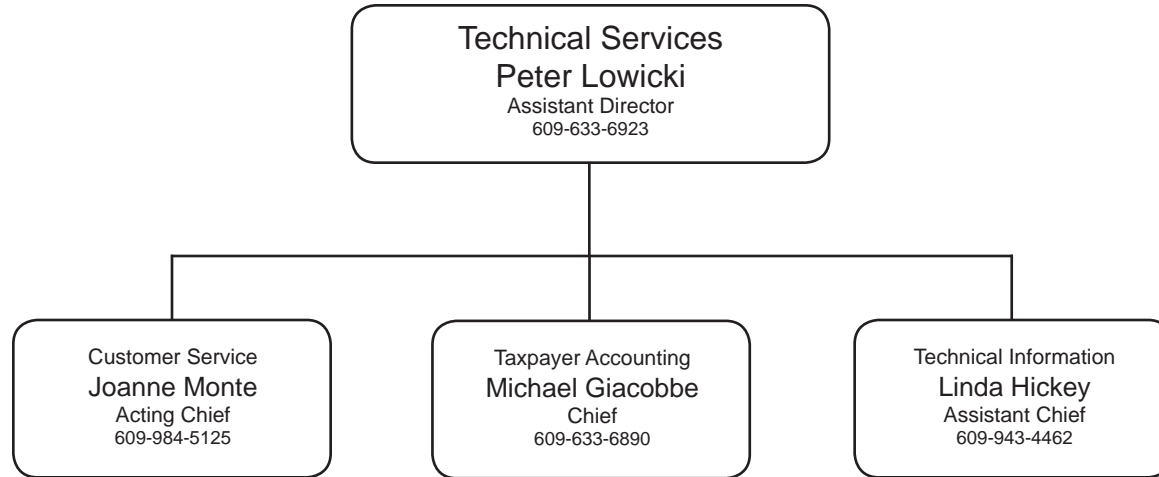 Technical Services
Peter Lowicki
Assistant Director
609-633-6923
Customer Service
Joanne Monte
Acting Chief
609-984-5125
Taxpayer Accounting
Michael Giacobbe
Chief
609-633-6890
Technical Information
Linda Hickey
Assistant Chief
609-943-4462